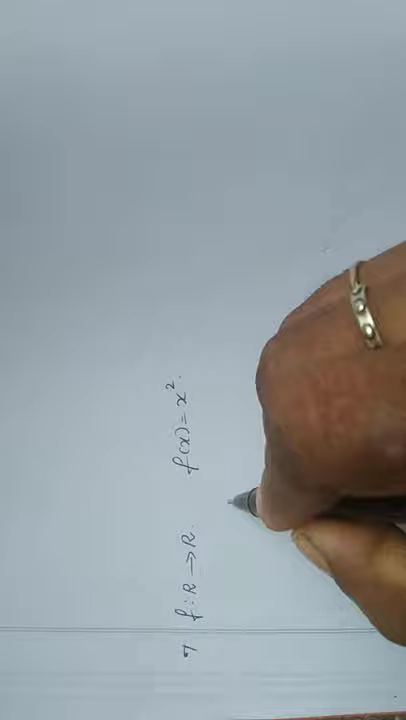 7 f : R → R. f(x) = x².